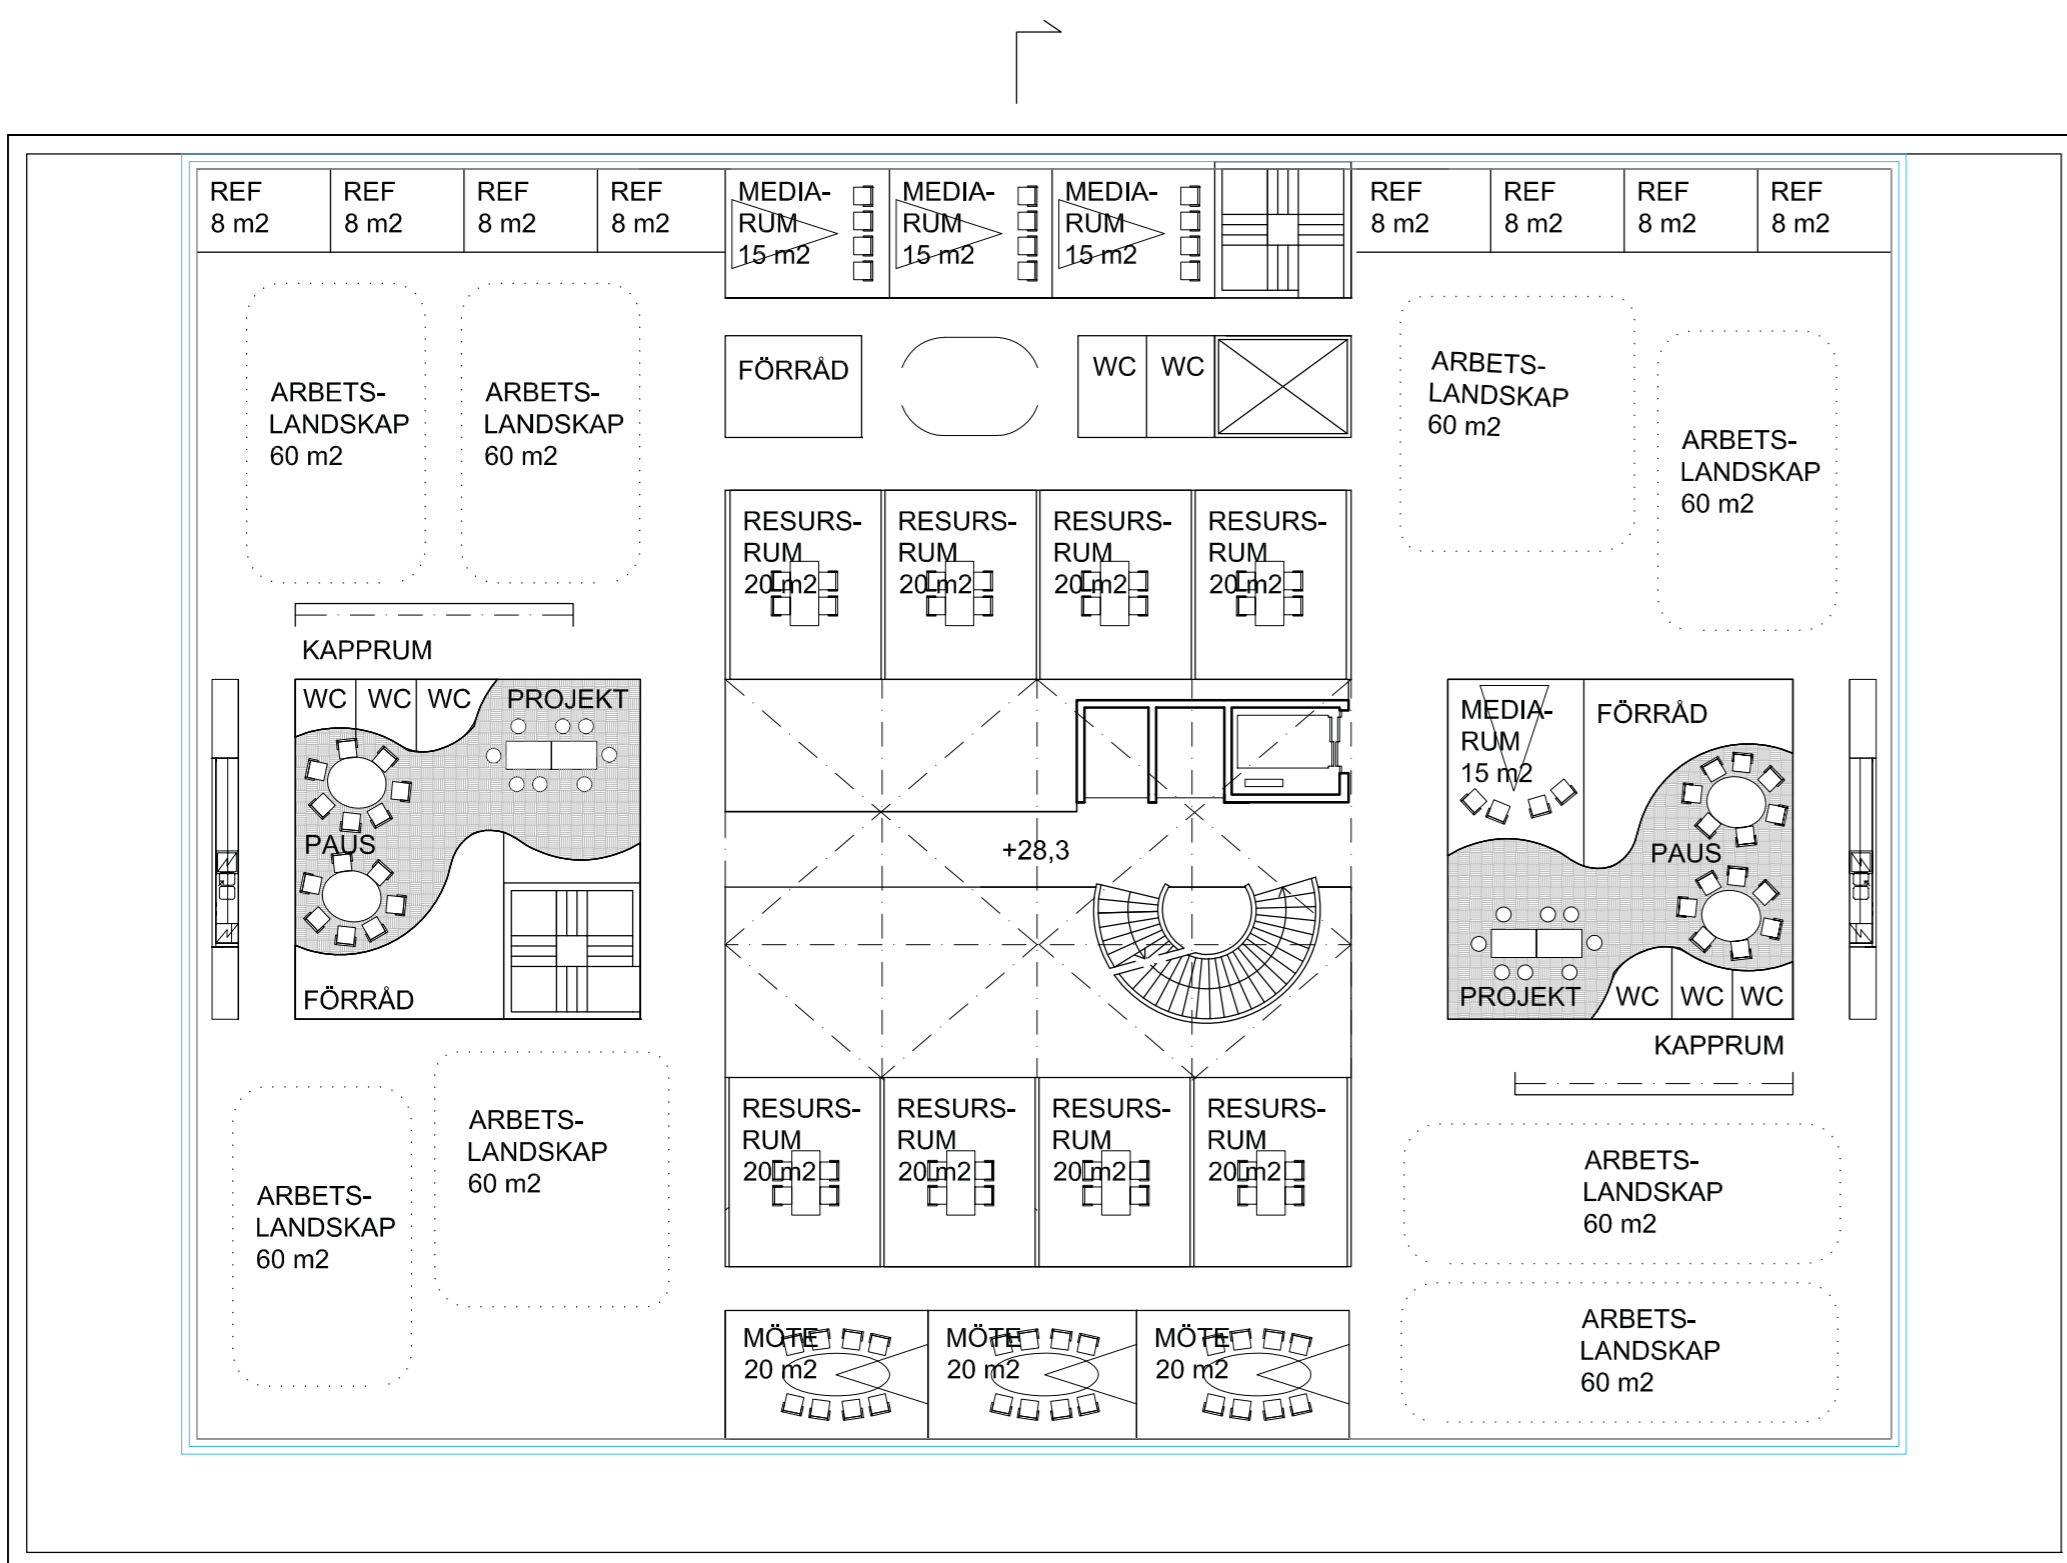 REF
8 m2
REF
8 m2
REF
8 m2
REF
8 m2
MEDIA-
RUM
15 m2
MEDIA-
RUM
15 m2
MEDIA-
RUM
15 m2
REF
8 m2
REF
8 m2
REF
8 m2
REF
8 m2
ARBETS-
LANDSKAP
60 m2
ARBETS-
LANDSKAP
60 m2
FÖRRÅD
WC
WC
ARBETS-
LANDSKAP
60 m2
ARBETS-
LANDSKAP
60 m2
RESURS-
RUM
20 m2
RESURS-
RUM
20 m2
RESURS-
RUM
20 m2
RESURS-
RUM
20 m2
KAPPRUM
WC
WC
WC
PROJEKT
PAUS
FÖRRÅD
+28,3
MEDIA-
RUM
15 m2
FÖRRÅD
PAUS
PROJEKT
WC
WC
WC
KAPPRUM
ARBETS-
LANDSKAP
60 m2
ARBETS-
LANDSKAP
60 m2
RESURS-
RUM
20 m2
RESURS-
RUM
20 m2
RESURS-
RUM
20 m2
RESURS-
RUM
20 m2
ARBETS-
LANDSKAP
60 m2
ARBETS-
LANDSKAP
60 m2
MÖTE
20 m2
MÖTE
20 m2
MÖTE
20 m2